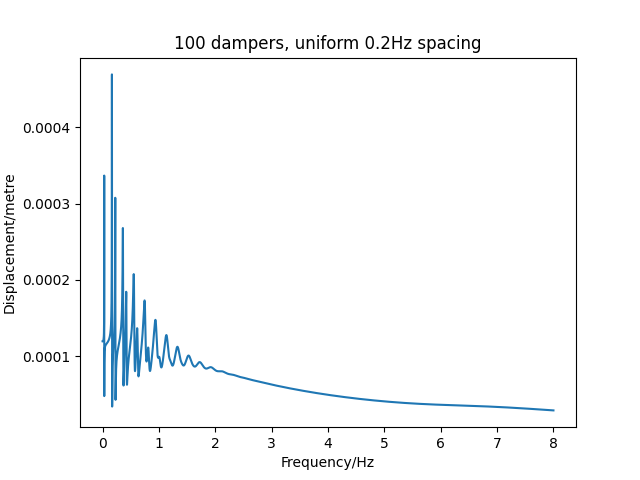 100 dampers, uniform 0.2Hz spacing
Displacement/metre
0.0004
0.0003
0.0002
0.0001
0 1 2 3 4 5 6 7 8
Frequency/Hz